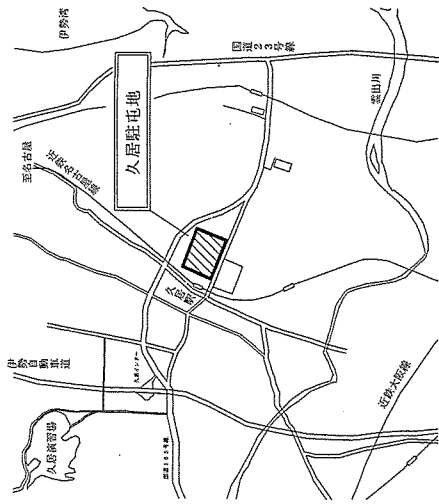 伊勢湾
国道23号線
久居駐屯地
雲出川
至名古屋
近鉄名古屋線
久居駅
伊勢自動車道
久居インター
近鉄大阪線
久居演習場
国道165号線